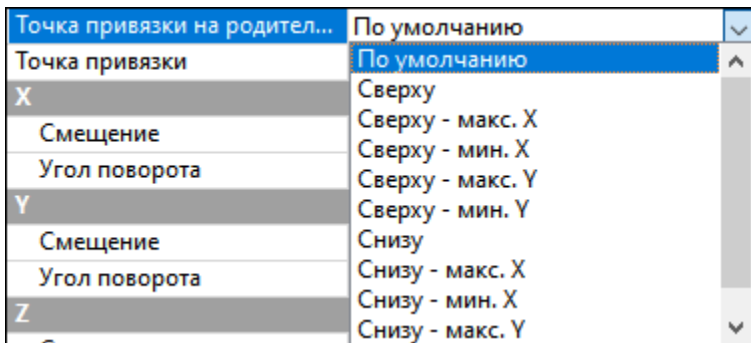 Точка привязки на родител... По умолчанию
Точка привязки По умолчанию
X Сверху
Смещение Сверху - макс. X
Угол поворота Сверху - мин. X
Сверху - макс. Y
Y Сверху - мин. Y
Смещение Снизу
Угол поворота Снизу - макс. X
Снизу - мин. X
Z Снизу - макс. Y